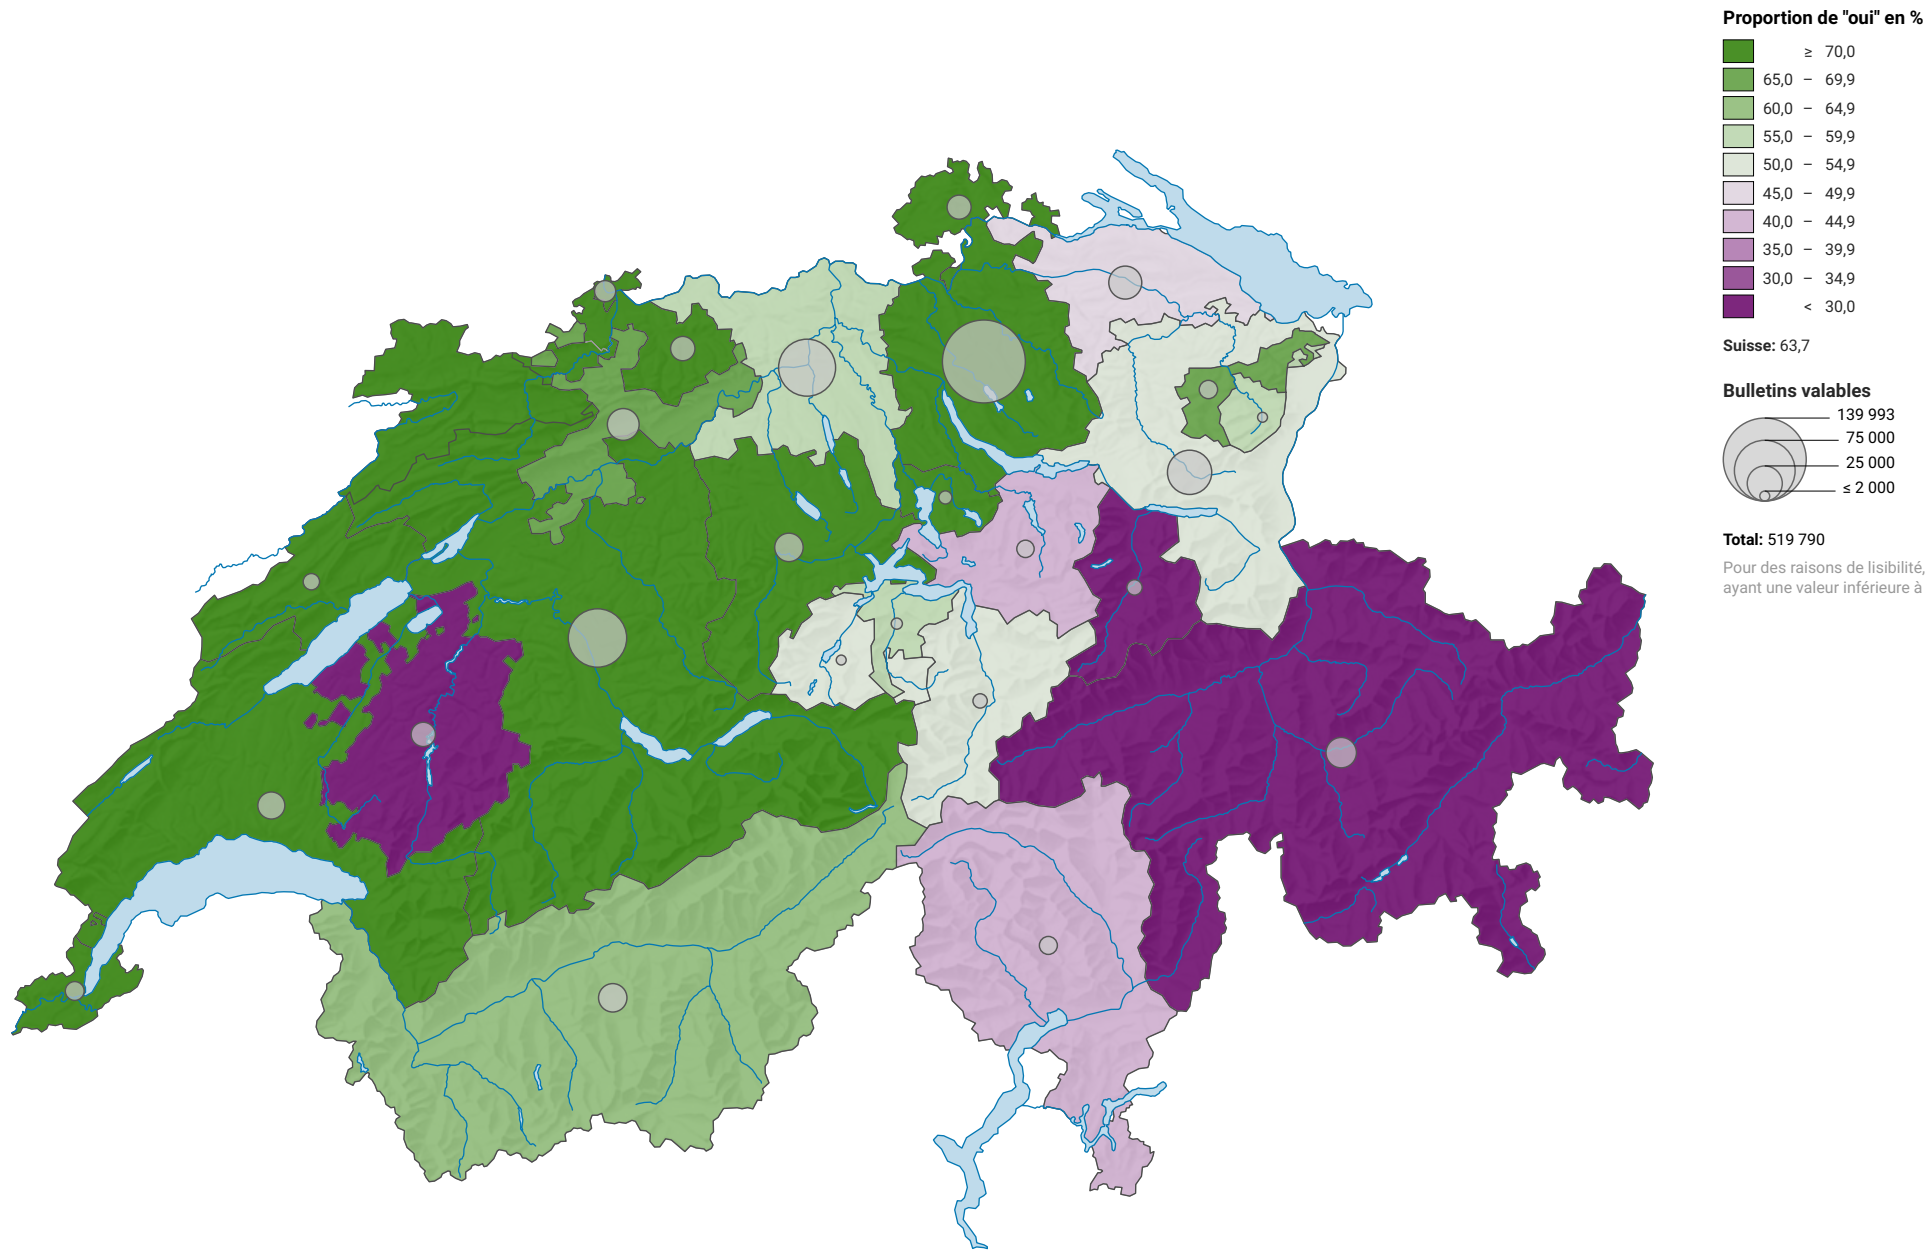 Proportion de "oui" en %
≥ 70,0
65,0 – 69,9
60,0 – 64,9
55,0 – 59,9
50,0 – 54,9
45,0 – 49,9
40,0 – 44,9
35,0 – 39,9
30,0 – 34,9
< 30,0
Suisse: 63,7
Bulletins valables
139 993
75 000
25 000
≤ 2 000
Total: 519 790
Pour des raisons de lisibilité,
ayant une valeur inférieure à